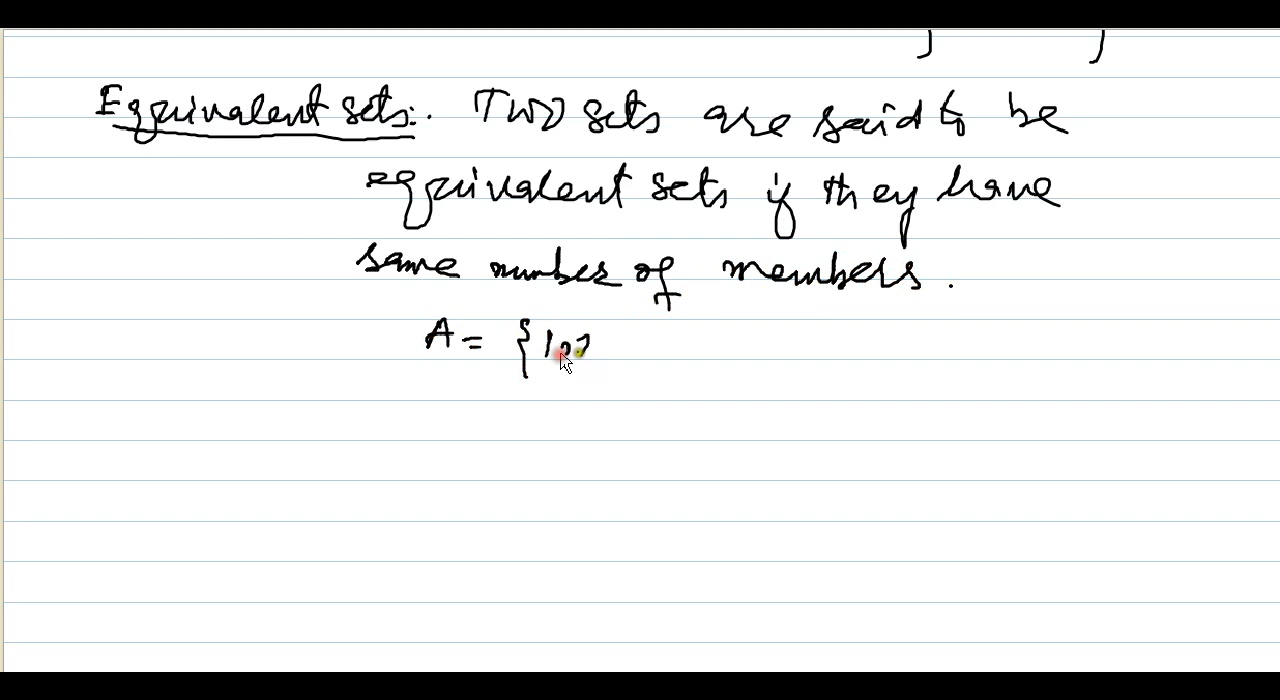 Equivalent sets:. Two sets are said to be
equivalent sets if they have
same number of members.
A = {1,2